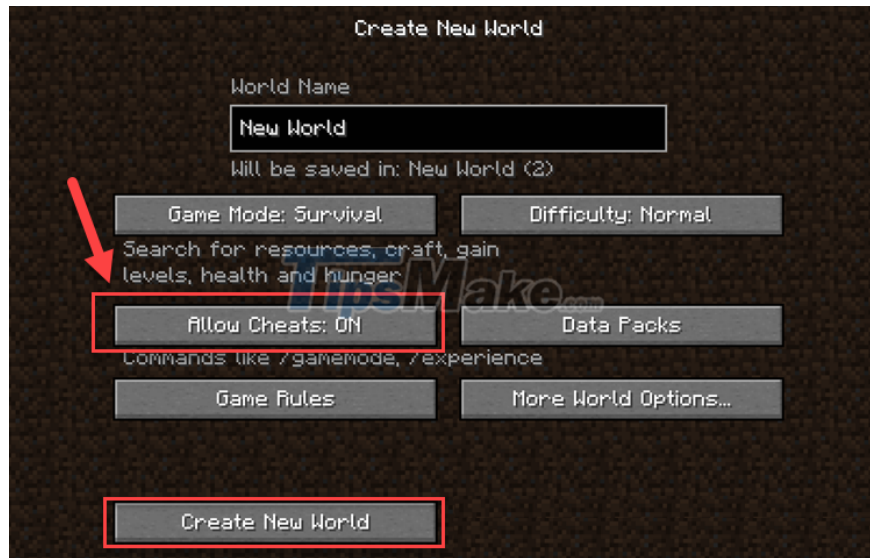 Create New World
World Name
New World
Will be saved in: New World (2)
Game Mode: Survival
Difficulty: Normal
Search for resources, craft, gain
levels, health and hunger
TipsMake.com
Allow Cheats: ON
Data Packs
Commands like /gamemode, /experience
Game Rules
More World Options...
Create New World